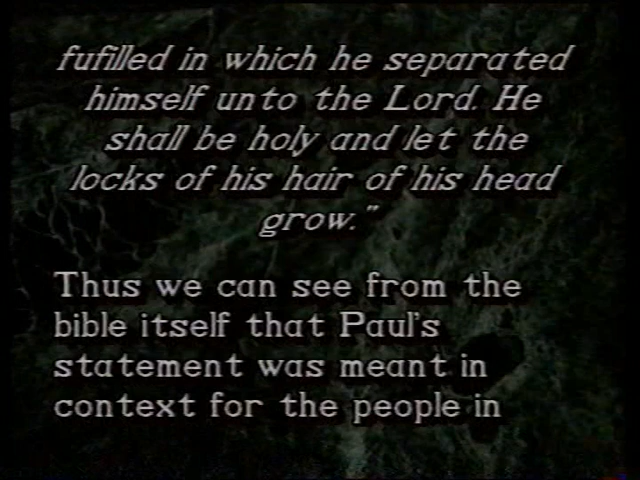 fufilled in which he separated
himself unto the Lord. He
shall be holy and let the
locks of his hair of his head
grow."
Thus we can see from the
bible itself that Paul's
statement was meant in
context for the people in